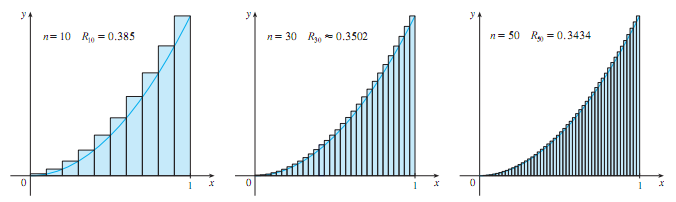 y
n = 10 R₁₀ = 0.385
0 1 x
y
n = 30 R₃₀ ≈ 0.3502
0 1 x
y
n = 50 R₅₀ = 0.3434
0 1 x